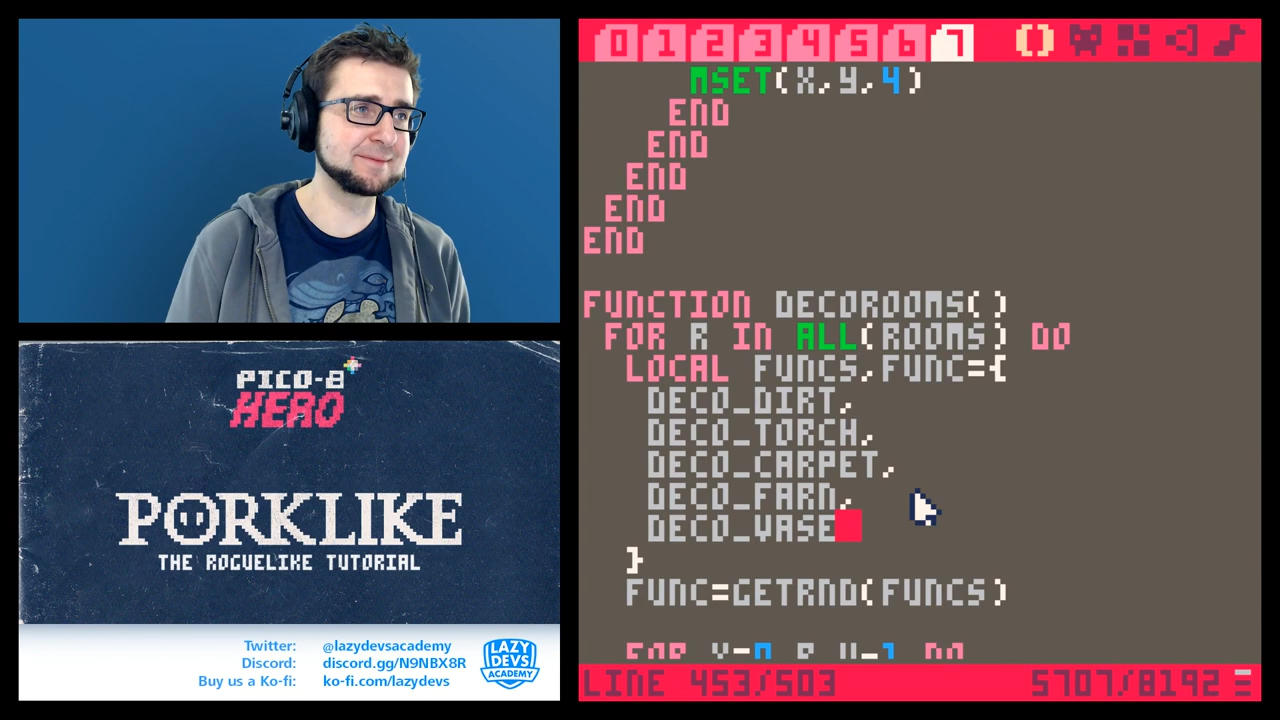 0 1 2 3 4 5 6 7 ()
MSET(X,Y,4)
END
END
END
END
END
FUNCTION DECOROOMS()
FOR R IN ALL(ROOMS) DO
LOCAL FUNCS,FUNC={
DECO_DIRT,
DECO_TORCH,
DECO_CARPET,
DECO_FARN,
DECO_VASE
}
FUNC=GETRND(FUNCS)
LINE 453/503
5707/8192
PICO-8
HERO
PORKLIKE
THE ROGUELIKE TUTORIAL
Twitter: @lazydevsacademy
Discord: discord.gg/N9NBX8R
Buy us a Ko-fi: ko-fi.com/lazydevs
LAZY
DEVS
ACADEMY